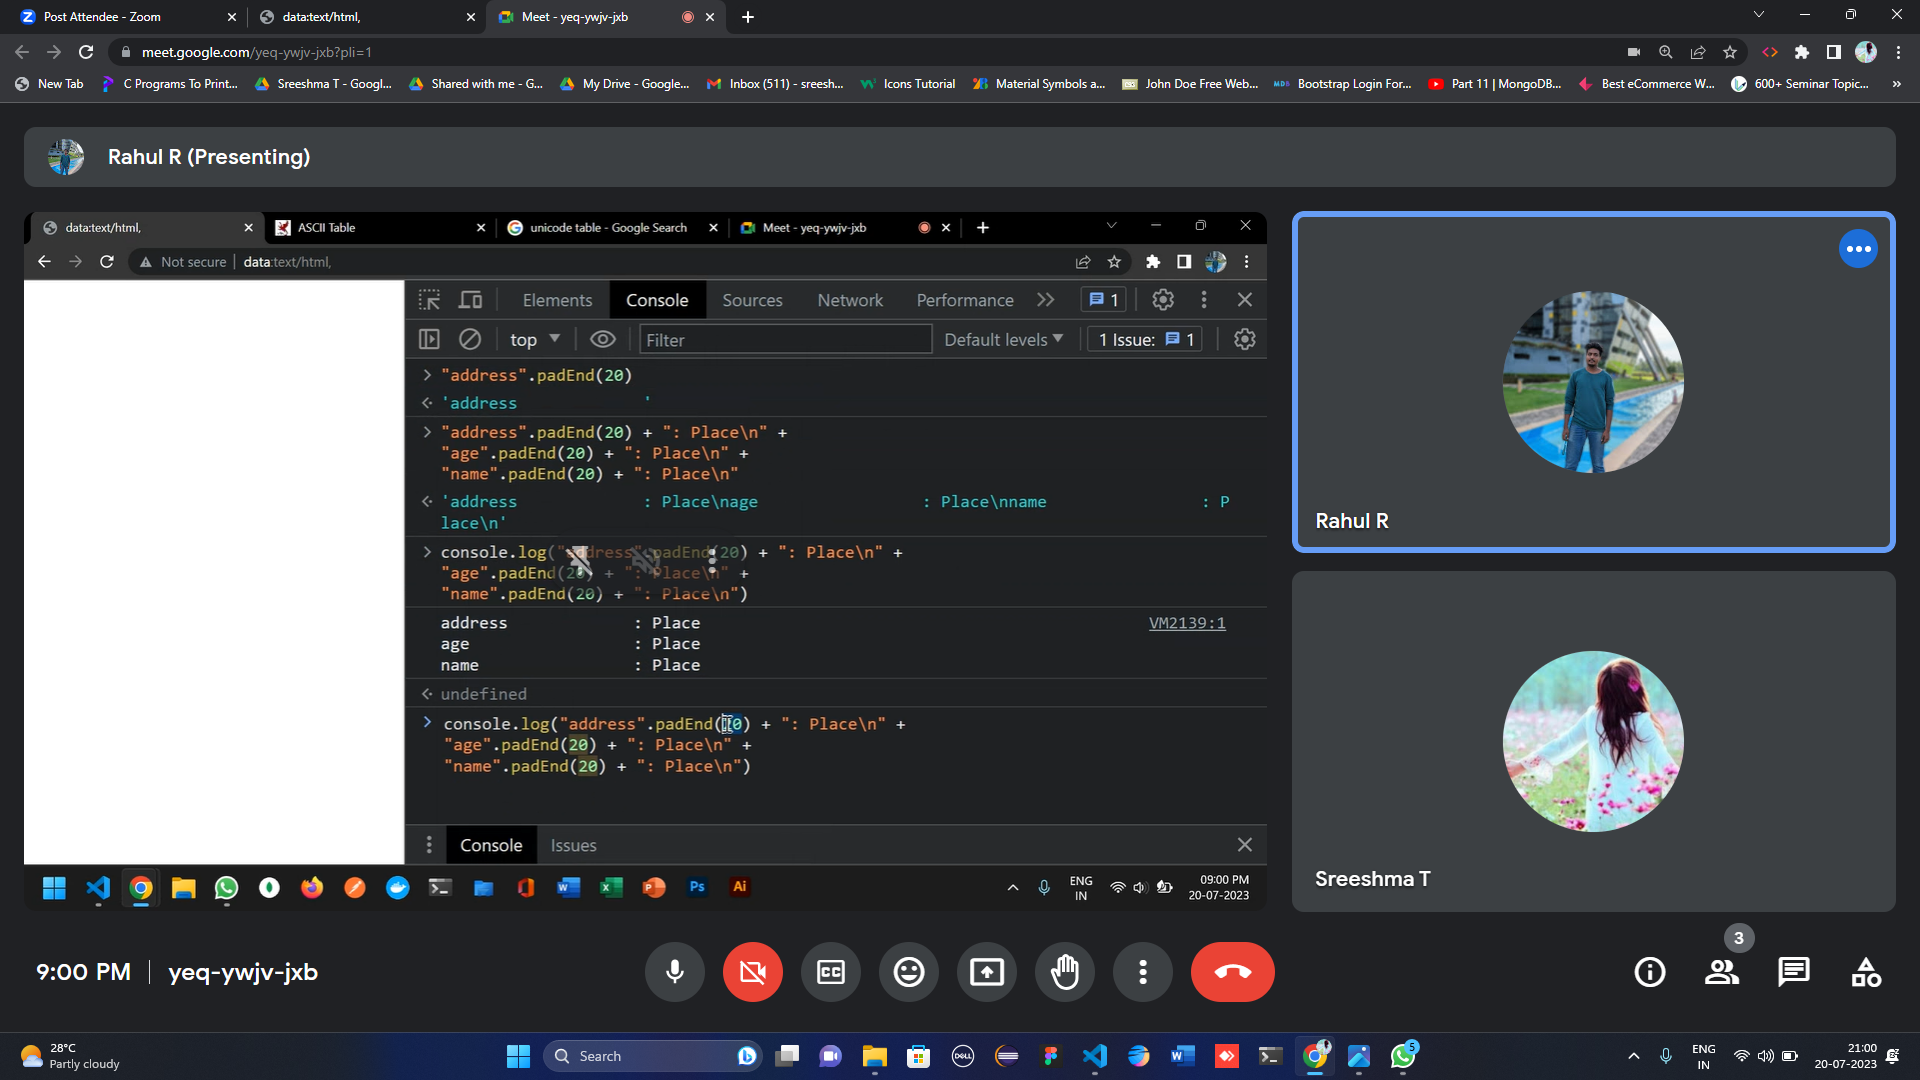 Post Attendee - Zoom
data:text/html,
Meet - yeq-ywjv-jxb
meet.google.com/yeq-ywjv-jxb?pli=1
New Tab
C Programs To Print...
Sreeshma T - Googl...
Shared with me - G...
My Drive - Google...
Inbox (511) - sreesh...
Icons Tutorial
Material Symbols a...
John Doe Free Web...
Bootstrap Login For...
Part 11 | MongoDB...
Best eCommerce W...
600+ Seminar Topic...
Rahul R (Presenting)
data:text/html,
ASCII Table
unicode table - Google Search
Meet - yeq-ywjv-jxb
Not secure | data:text/html,
Elements Console Sources Network Performance 1
top Filter Default levels 1 Issue: 1
"address".padEnd(20)
'address             '
"address".padEnd(20) + ": Place\n" +
"age".padEnd(20) + ": Place\n" +
"name".padEnd(20) + ": Place\n"
'address             : Place\nage                 : Place\nname                : P
lace\n'
console.log("address".padEnd(20) + ": Place\n" +
"age".padEnd(20) + ": Place\n" +
"name".padEnd(20) + ": Place\n")
address             : Place VM2139:1
age                 : Place
name                : Place
undefined
console.log("address".padEnd(20) + ": Place\n" +
"age".padEnd(20) + ": Place\n" +
"name".padEnd(20) + ": Place\n")
Console Issues
Ps
Ai
ENG
IN
09:00 PM
20-07-2023
Rahul R
Sreeshma T
9:00 PM | yeq-ywjv-jxb
CC
3
28°C
Partly cloudy
Search
DELL
5
ENG
IN
21:00
20-07-2023